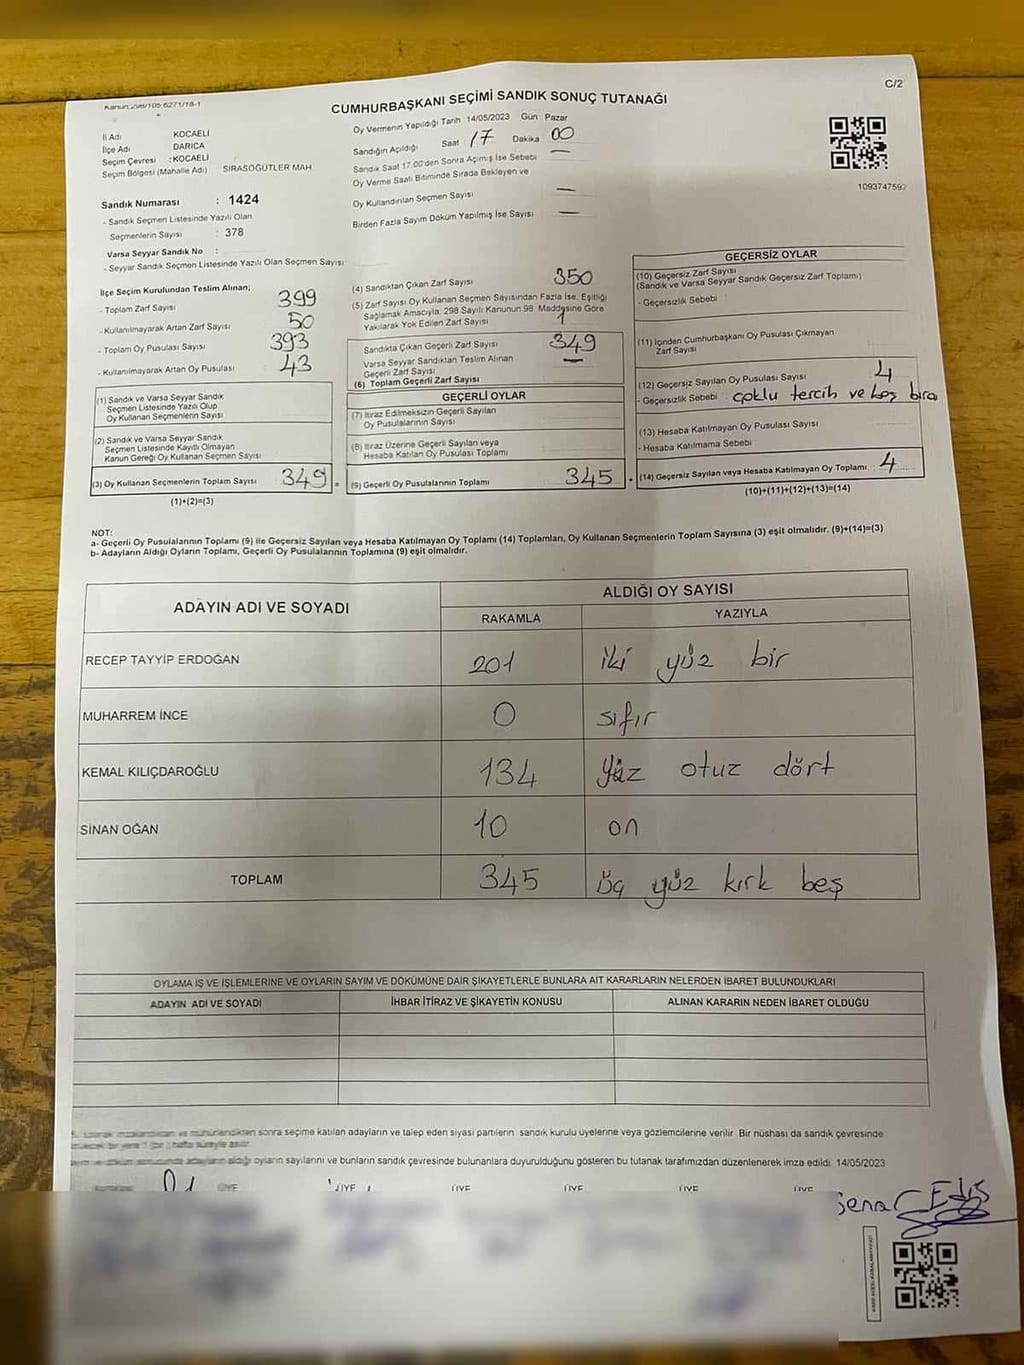 C/2
CUMHURBAŞKANI SEÇİMİ SANDIK SONUÇ TUTANAĞI
1093747592
İl Adı KOCAELİ
İlçe Adı DARICA
Seçim Çevresi : KOCAELİ
Seçim Bölgesi (Mahalle Adı) : SIRASÖĞÜTLER MAH.
Oy Vermenin Yapıldığı Tarih 14/05/2023 Gün Pazar
Sandığın Açıldığı Saat : 17 Dakika 00
Sandık Saat 17.00'den Sonra Açımış İse Sebebi —
Oy Verme Saati Bitiminde Sırada Bekleyen ve
Oy Kullandırılan Seçmen Sayısı —
Birden Fazla Sayım Döküm Yapılmış İse Sayısı —
Sandık Numarası : 1424
- Sandık Seçmen Listesinde Yazılı Olan
Seçmenlerin Sayısı : 378
Varsa Seyyar Sandık No :
- Seyyar Sandık Seçmen Listesinde Yazılı Olan Seçmen Sayısı:
İlçe Seçim Kurulundan Teslim Alınan;
- Toplam Zarf Sayısı 399
- Kullanılmayarak Artan Zarf Sayısı 50
- Toplam Oy Pusulası Sayısı 393
- Kullanılmayarak Artan Oy Pusulası 43
(1) Sandık ve Varsa Seyyar Sandık
Seçmen Listesinde Yazılı Olup
Oy Kullanan Seçmenlerin Sayısı
(2) Sandık ve Varsa Seyyar Sandık
Seçmen Listesinde Kayıtlı Olmayan
Kanun Gereği Oy Kullanan Seçmen Sayısı
(3) Oy Kullanan Seçmenlerin Toplam Sayısı 349 =
(1)+(2)=(3)
(4) Sandıktan Çıkan Zarf Sayısı 350
(5) Zarf Sayısı Oy Kullanan Seçmen Sayısından Fazla İse, Eşitliği
Sağlamak Amacıyla, 298 Sayılı Kanunun 98. Maddesine Göre
Yakılarak Yok Edilen Zarf Sayısı 1
Sandıkta Çıkan Geçerli Zarf Sayısı 349
Varsa Seyyar Sandıktan Teslim Alınan
Geçerli Zarf Sayısı —
(6) Toplam Geçerli Zarf Sayısı
GEÇERLİ OYLAR
(7) İtiraz Edilmeksizin Geçerli Sayılan
Oy Pusulalarının Sayısı
(8) İtiraz Üzerine Geçerli Sayılan veya
Hesaba Katılan Oy Pusulası Toplamı
(9) Geçerli Oy Pusulalarının Toplamı 345 +
GEÇERSİZ OYLAR
(10) Geçersiz Zarf Sayısı
(Sandık ve Varsa Seyyar Sandık Geçersiz Zarf Toplamı)
- Geçersizlik Sebebi
(11) İçinden Cumhurbaşkanı Oy Pusulası Çıkmayan
Zarf Sayısı
(12) Geçersiz Sayılan Oy Pusulası Sayısı 4
- Geçersizlik Sebebi : çoklu tercih ve boş
(13) Hesaba Katılmayan Oy Pusulası Sayısı
- Hesaba Katılmama Sebebi
(14) Geçersiz Sayılan veya Hesaba Katılmayan Oy Toplamı : 4
(10)+(11)+(12)+(13)=(14)
NOT:
a- Geçerli Oy Pusulalarının Toplamı (9) ile Geçersiz Sayılan veya Hesaba Katılmayan Oy Toplamı (14) Toplamları, Oy Kullanan Seçmenlerin Toplam Sayısına (3) eşit olmalıdır. (9)+(14)=(3)
b- Adayların Aldığı Oyların Toplamı, Geçerli Oy Pusulalarının Toplamına (9) eşit olmalıdır.
ADAYIN ADI VE SOYADI
ALDIĞI OY SAYISI
RAKAMLA YAZIYLA
RECEP TAYYİP ERDOĞAN 201 iki yüz bir
MUHARREM İNCE 0 sıfır
KEMAL KILIÇDAROĞLU 134 yüz otuz dört
SİNAN OĞAN 10 on
TOPLAM 345 üç yüz kırk beş
OYLAMA İŞ VE İŞLEMLERİNE VE OYLARIN SAYIM VE DÖKÜMÜNE DAİR ŞİKAYETLERLE BUNLARA AİT KARARLARIN NELERDEN İBARET BULUNDUKLARI
ADAYIN ADI VE SOYADI İHBAR İTİRAZ VE ŞİKAYETİN KONUSU ALINAN KARARIN NEDEN İBARET OLDUĞU
sonra seçime katılan adayların ve talep eden siyasi partilerin sandık kurulu üyelerine veya gözlemcilerine verilir. Bir nüshası da sandık çevresinde
oyların sayılarını ve bunların sandık çevresinde bulunanlara duyurulduğunu gösteren bu tutanak tarafımızdan düzenlenerek imza edildi. 14/05/2023
ÜYE ÜYE ÜYE ÜYE ÜYE ÜYE